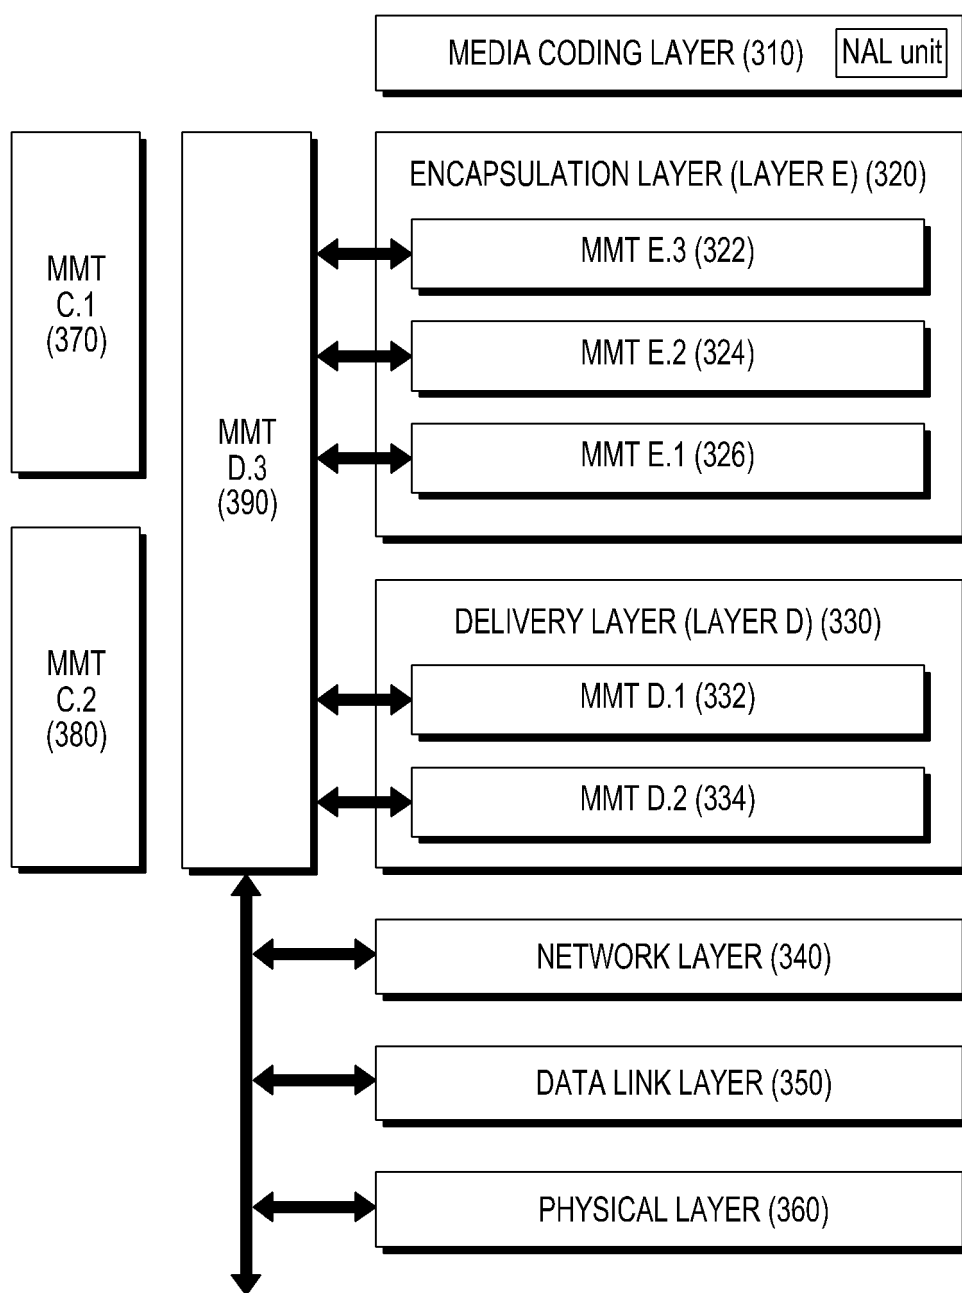 MEDIA CODING LAYER (310)
NAL unit
MMT
C.1
(370)
MMT
C.2
(380)
MMT
D.3
(390)
ENCAPSULATION LAYER (LAYER E) (320)
MMT E.3 (322)
MMT E.2 (324)
MMT E.1 (326)
DELIVERY LAYER (LAYER D) (330)
MMT D.1 (332)
MMT D.2 (334)
NETWORK LAYER (340)
DATA LINK LAYER (350)
PHYSICAL LAYER (360)